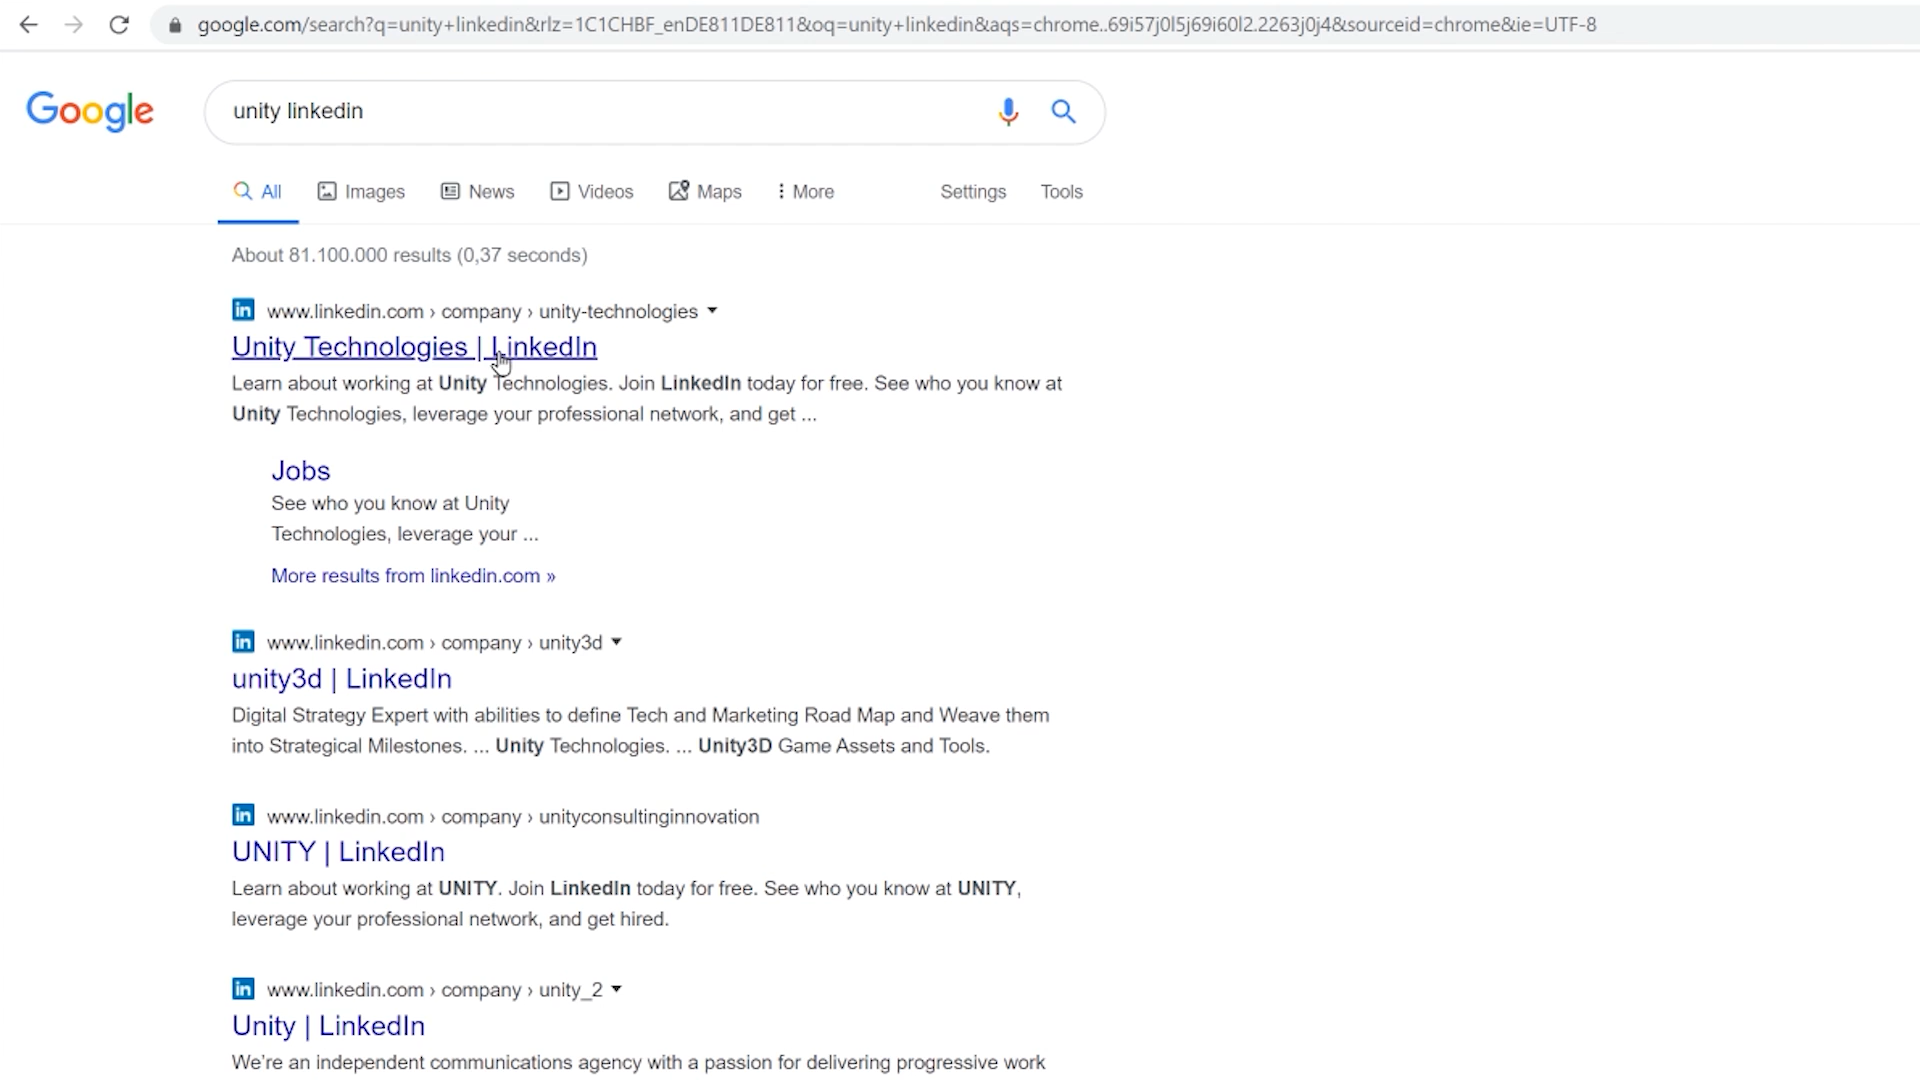 google.com/search?q=unity+linkedin&rlz=1C1CHBF_enDE811DE811&oq=unity+linkedin&aqs=chrome..69i57j0l5j69i60l2.2263j0j4&sourceid=chrome&ie=UTF-8
Google
unity linkedin
All Images News Videos Maps More Settings Tools
About 81.100.000 results (0,37 seconds)
in www.linkedin.com › company › unity-technologies
Unity Technologies | LinkedIn
Learn about working at Unity Technologies. Join LinkedIn today for free. See who you know at
Unity Technologies, leverage your professional network, and get ...
Jobs
See who you know at Unity
Technologies, leverage your ...
More results from linkedin.com »
in www.linkedin.com › company › unity3d
unity3d | LinkedIn
Digital Strategy Expert with abilities to define Tech and Marketing Road Map and Weave them
into Strategical Milestones. ... Unity Technologies. ... Unity3D Game Assets and Tools.
in www.linkedin.com › company › unityconsultinginnovation
UNITY | LinkedIn
Learn about working at UNITY. Join LinkedIn today for free. See who you know at UNITY,
leverage your professional network, and get hired.
in www.linkedin.com › company › unity_2
Unity | LinkedIn
We're an independent communications agency with a passion for delivering progressive work